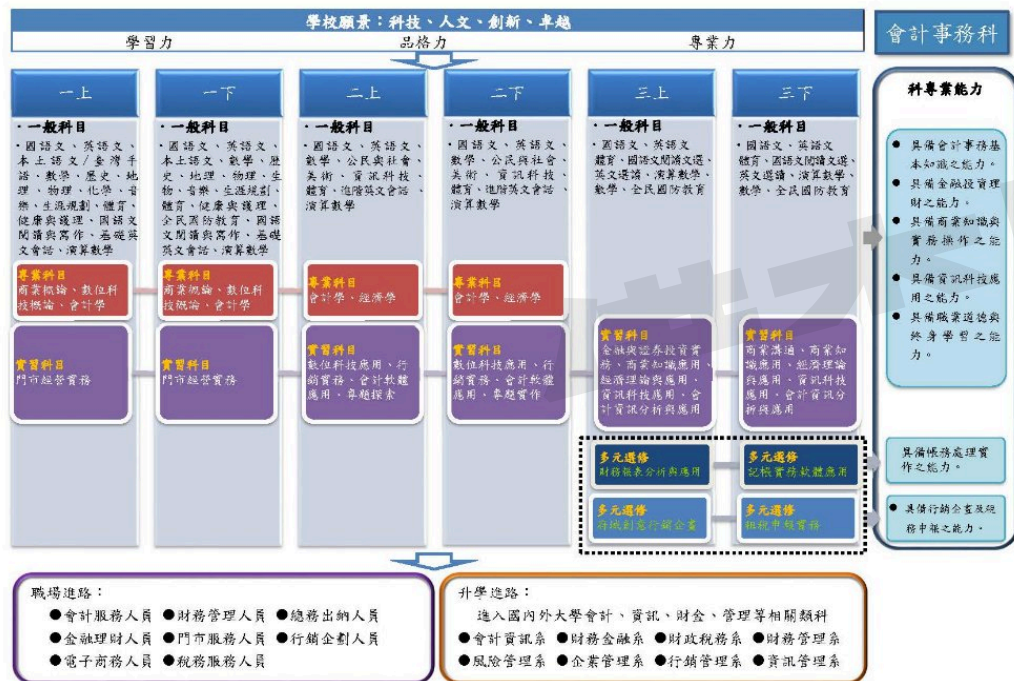 學校願景：科技、人文、創新、卓越
學習力
品格力
專業力
會計事務科
一上
‧一般科目
‧國語文、英語文、
本土語文/臺灣手
語、數學、歷史、地
理、物理、化學、音
樂、生涯規劃、體育、
健康與護理、國語文
閱讀與寫作、基礎英
文會話、演算數學
專業科目
商業概論、數位科
技概論、會計學
實習科目
門市經營實務
一下
‧一般科目
‧國語文、英語文、
本土語文、數學、歷
史、地理、物理、生
物、音樂、生涯規劃、
體育、健康與護理、
全民國防教育、國語
文閱讀與寫作、基礎
英文會話、演算數學
專業科目
商業概論、數位科
技概論、會計學
實習科目
門市經營實務
二上
‧一般科目
‧國語文、英語文、
數學、公民與社會、
美術、資訊科技、
體育、進階英文會話、
演算數學
專業科目
會計學、經濟學
實習科目
數位科技應用、行
銷實務、會計軟體
應用、專題探索
二下
‧一般科目
‧國語文、英語文、
數學、公民與社會、
美術、資訊科技、
體育、進階英文會話、
演算數學
專業科目
會計學、經濟學
實習科目
數位科技應用、行
銷實務、會計軟體
應用、專題實作
三上
‧一般科目
‧國語文、英語文
體育、國語文閱讀文選、
英文選讀、演算數學、
數學、全民國防教育
實習科目
金融與證券投資實
務、商業知識應用、
經濟理論與應用、
資訊科技應用、會
計資訊分析與應用
多元選修
財務報表分析與應用
多元選修
府城創意行銷企畫
三下
‧一般科目
‧國語文、英語文
體育、國語文閱讀文選、
英文選讀、演算數學、
數學、全民國防教育
實習科目
商業溝通、商業知
識應用、經濟理論
與應用、資訊科技
應用、會計資訊分
析與應用
多元選修
記帳實務軟體應用
多元選修
租稅申報實務
科專業能力
● 具備會計事務基
本知識之能力。
● 具備金融投資理
財之能力。
● 具備商業知識與
實務操作之能
力。
● 具備資訊科技應
用之能力。
● 具備職業道德與
終身學習之能
力。
具備帳務處理實
作之能力。
● 具備行銷企畫及稅
務申報之能力。
職場進路：
●會計服務人員 ●財務管理人員 ●總務出納人員
●金融理財人員 ●門市服務人員 ●行銷企劃人員
●電子商務人員 ●稅務服務人員
升學進路：
進入國內外大學會計、資訊、財金、管理等相關類科
●會計資訊系 ●財務金融系 ●財政稅務系 ●財務管理系
●風險管理系 ●企業管理系 ●行銷管理系 ●資訊管理系